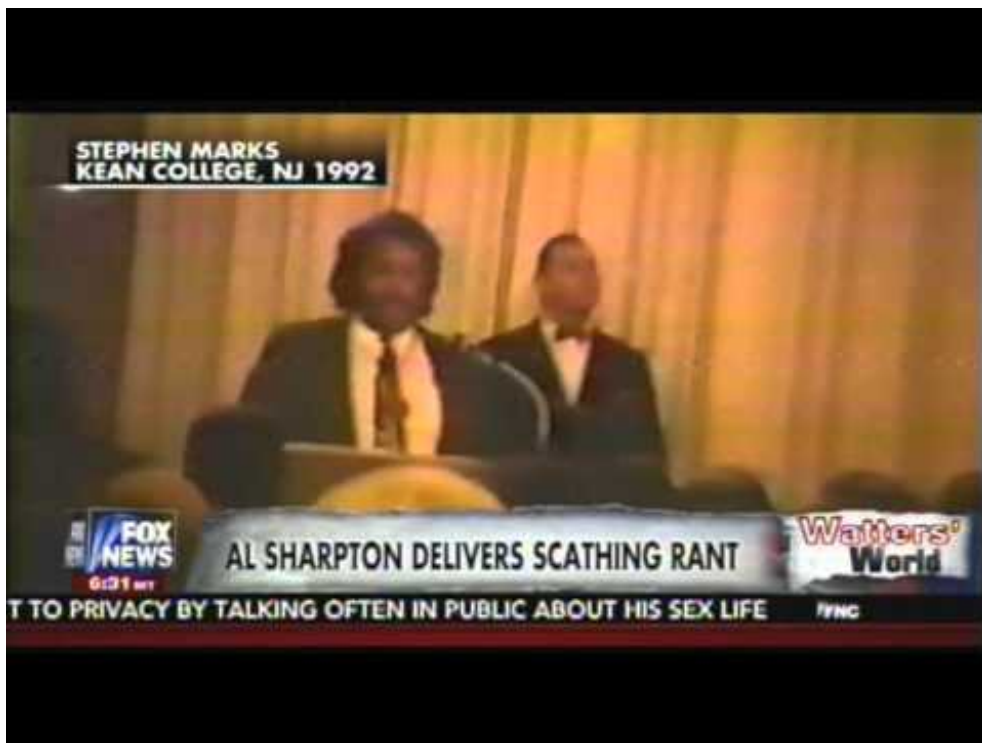 STEPHEN MARKS
KEAN COLLEGE, NJ 1992
FOX
NEWS
6:31
AL SHARPTON DELIVERS SCATHING RANT
Watters'
World
T TO PRIVACY BY TALKING OFTEN IN PUBLIC ABOUT HIS SEX LIFE